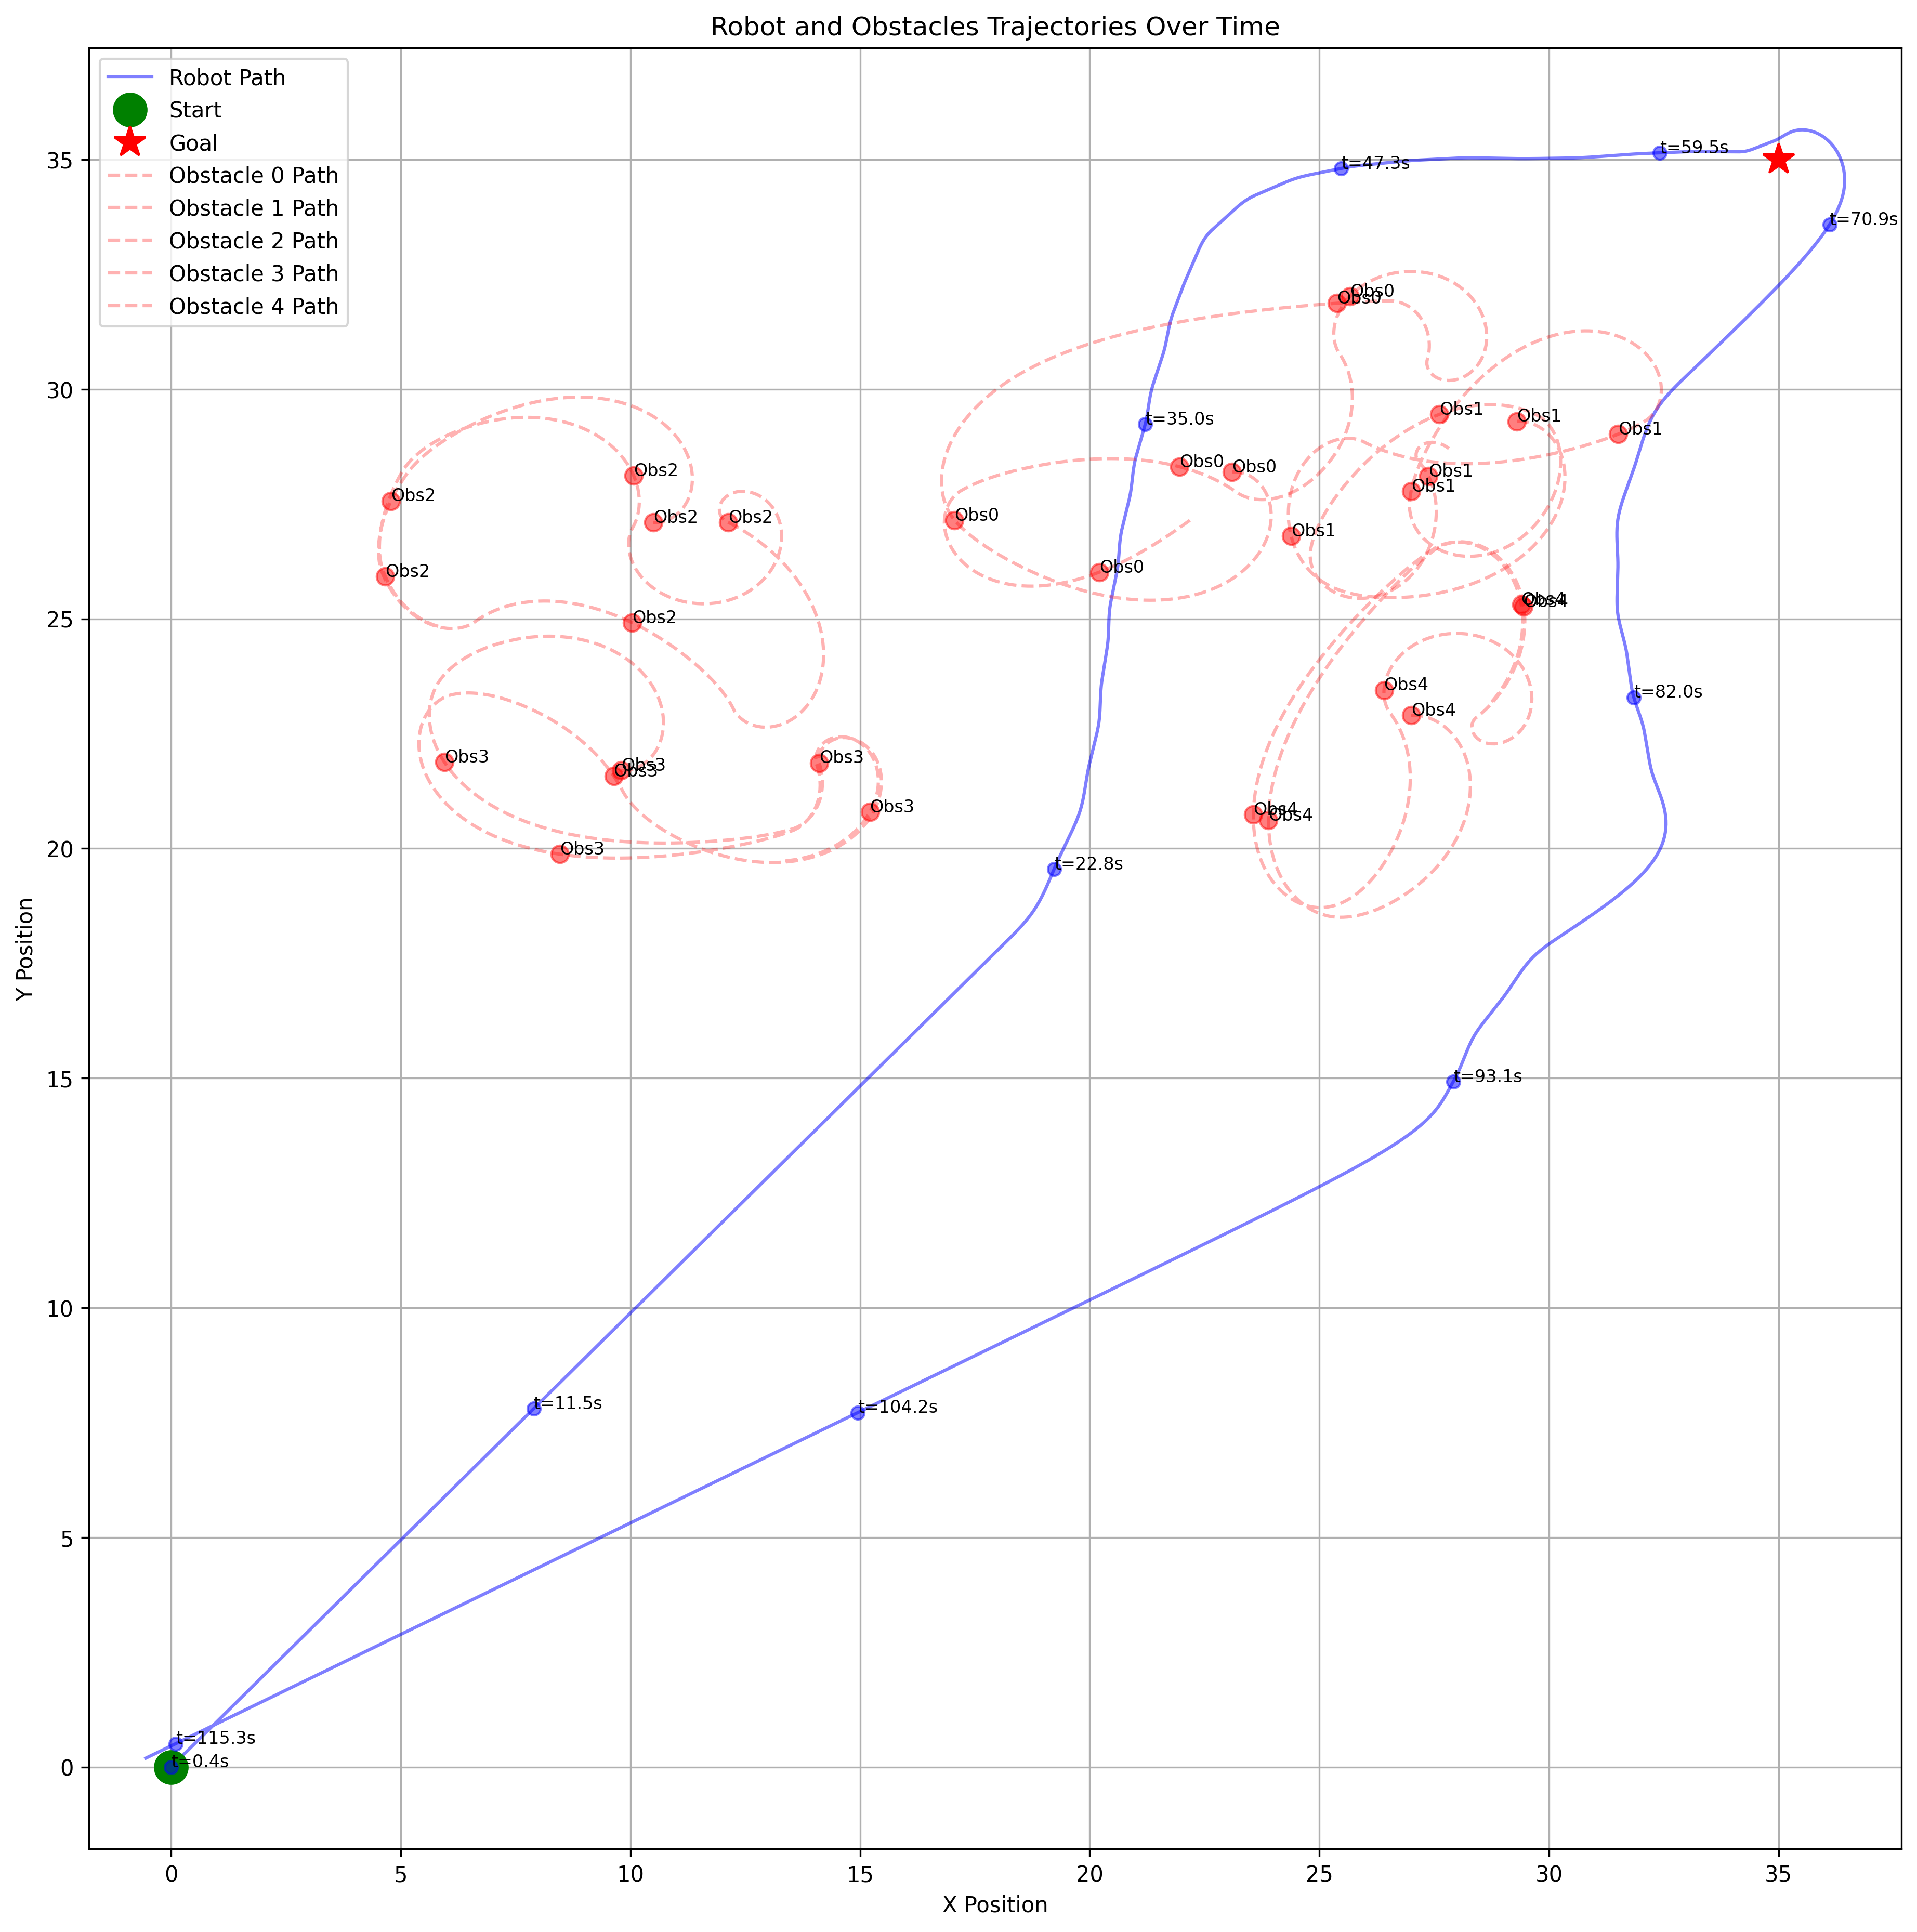 Robot and Obstacles Trajectories Over Time
Robot Path
Start
Goal
Obstacle 0 Path
Obstacle 1 Path
Obstacle 2 Path
Obstacle 3 Path
Obstacle 4 Path
35
30
25
20
15
10
5
0
Y Position
t=59.5s
t=47.3s
t=70.9s
Obs0
Obs0
t=35.0s
Obs1
Obs1
Obs1
Obs0
Obs0
Obs1
Obs1
Obs1
Obs0
Obs0
Obs2
Obs2
Obs2
Obs2
Obs2
Obs2
Obs4
Obs4
Obs4
Obs4
t=82.0s
Obs3
Obs3
Obs3
Obs3
Obs3
Obs3
Obs4
Obs4
t=22.8s
t=93.1s
t=11.5s
t=104.2s
t=115.3s
t=0.4s
0
5
10
15
20
25
30
35
X Position